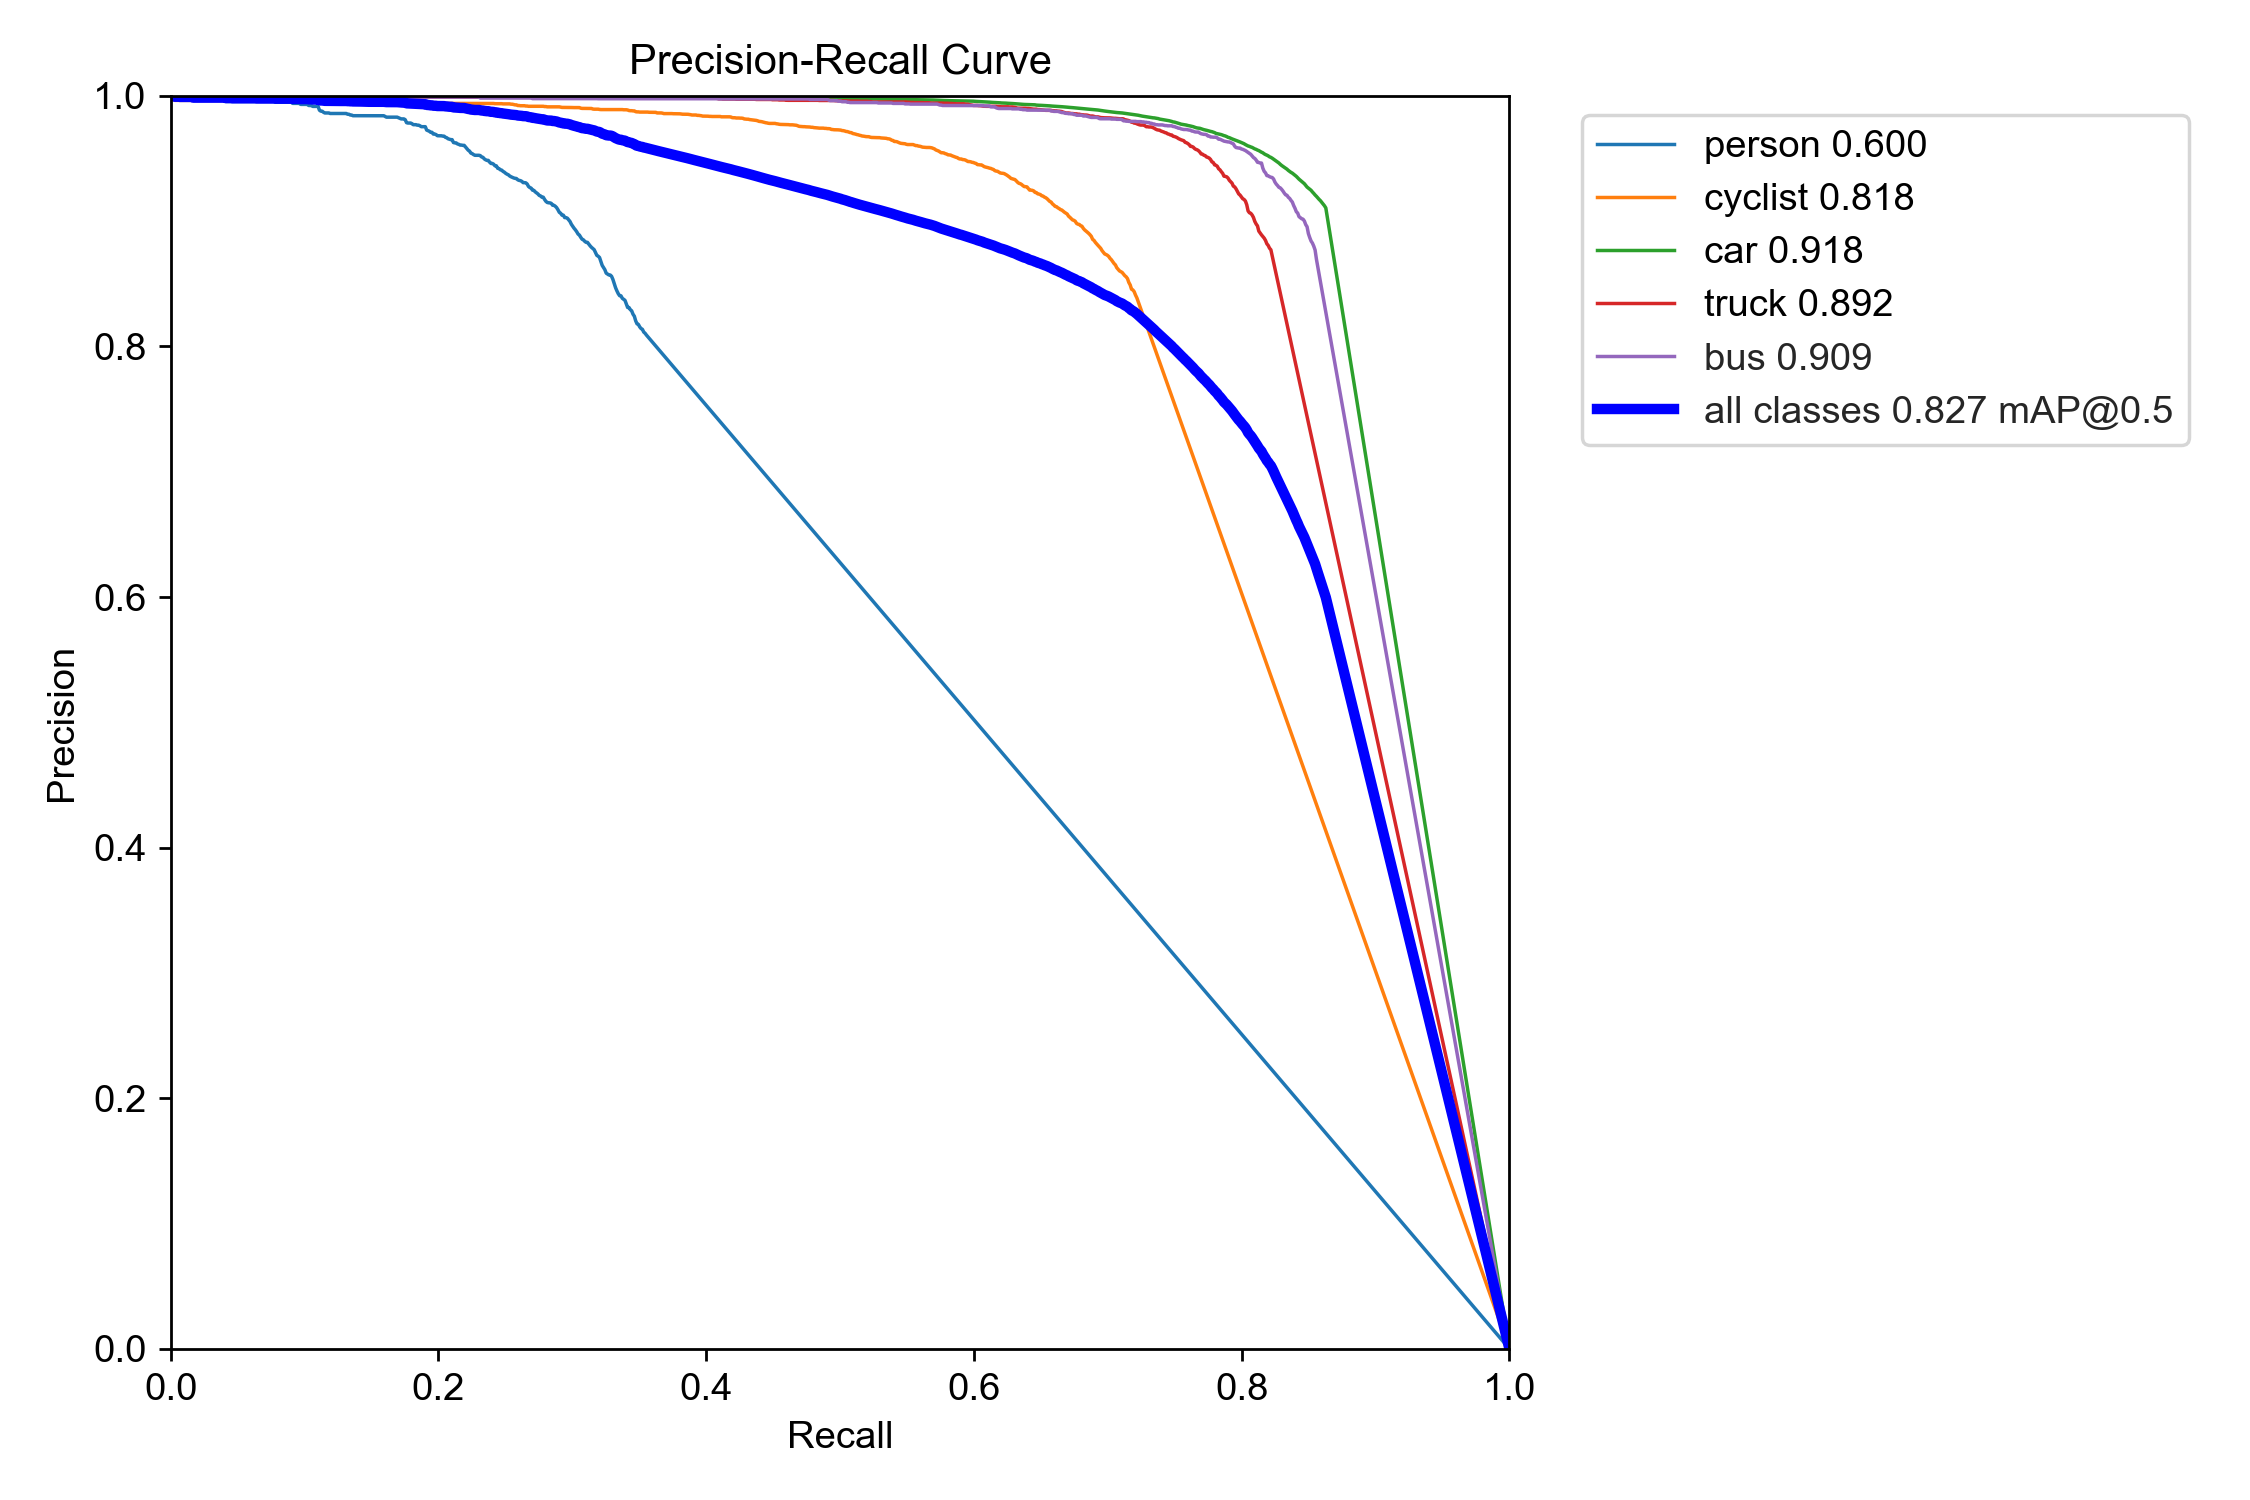 Precision-Recall Curve
1.0
0.8
0.6
0.4
0.2
0.0
Precision
0.0 0.2 0.4 0.6 0.8 1.0
Recall
person 0.600
cyclist 0.818
car 0.918
truck 0.892
bus 0.909
all classes 0.827 mAP@0.5